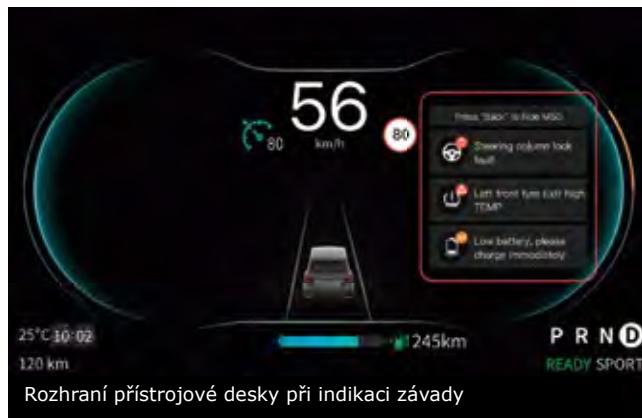 56
km/h
80
80
Press "Back" to hide MSG
Steering column lock
fault
Left front tyre EXIT high
TEMP
Low battery, please
charge immediately
25°C 10:02
120 km
245km
P R N D
READY SPORT
Rozhraní přístrojové desky při indikaci závady